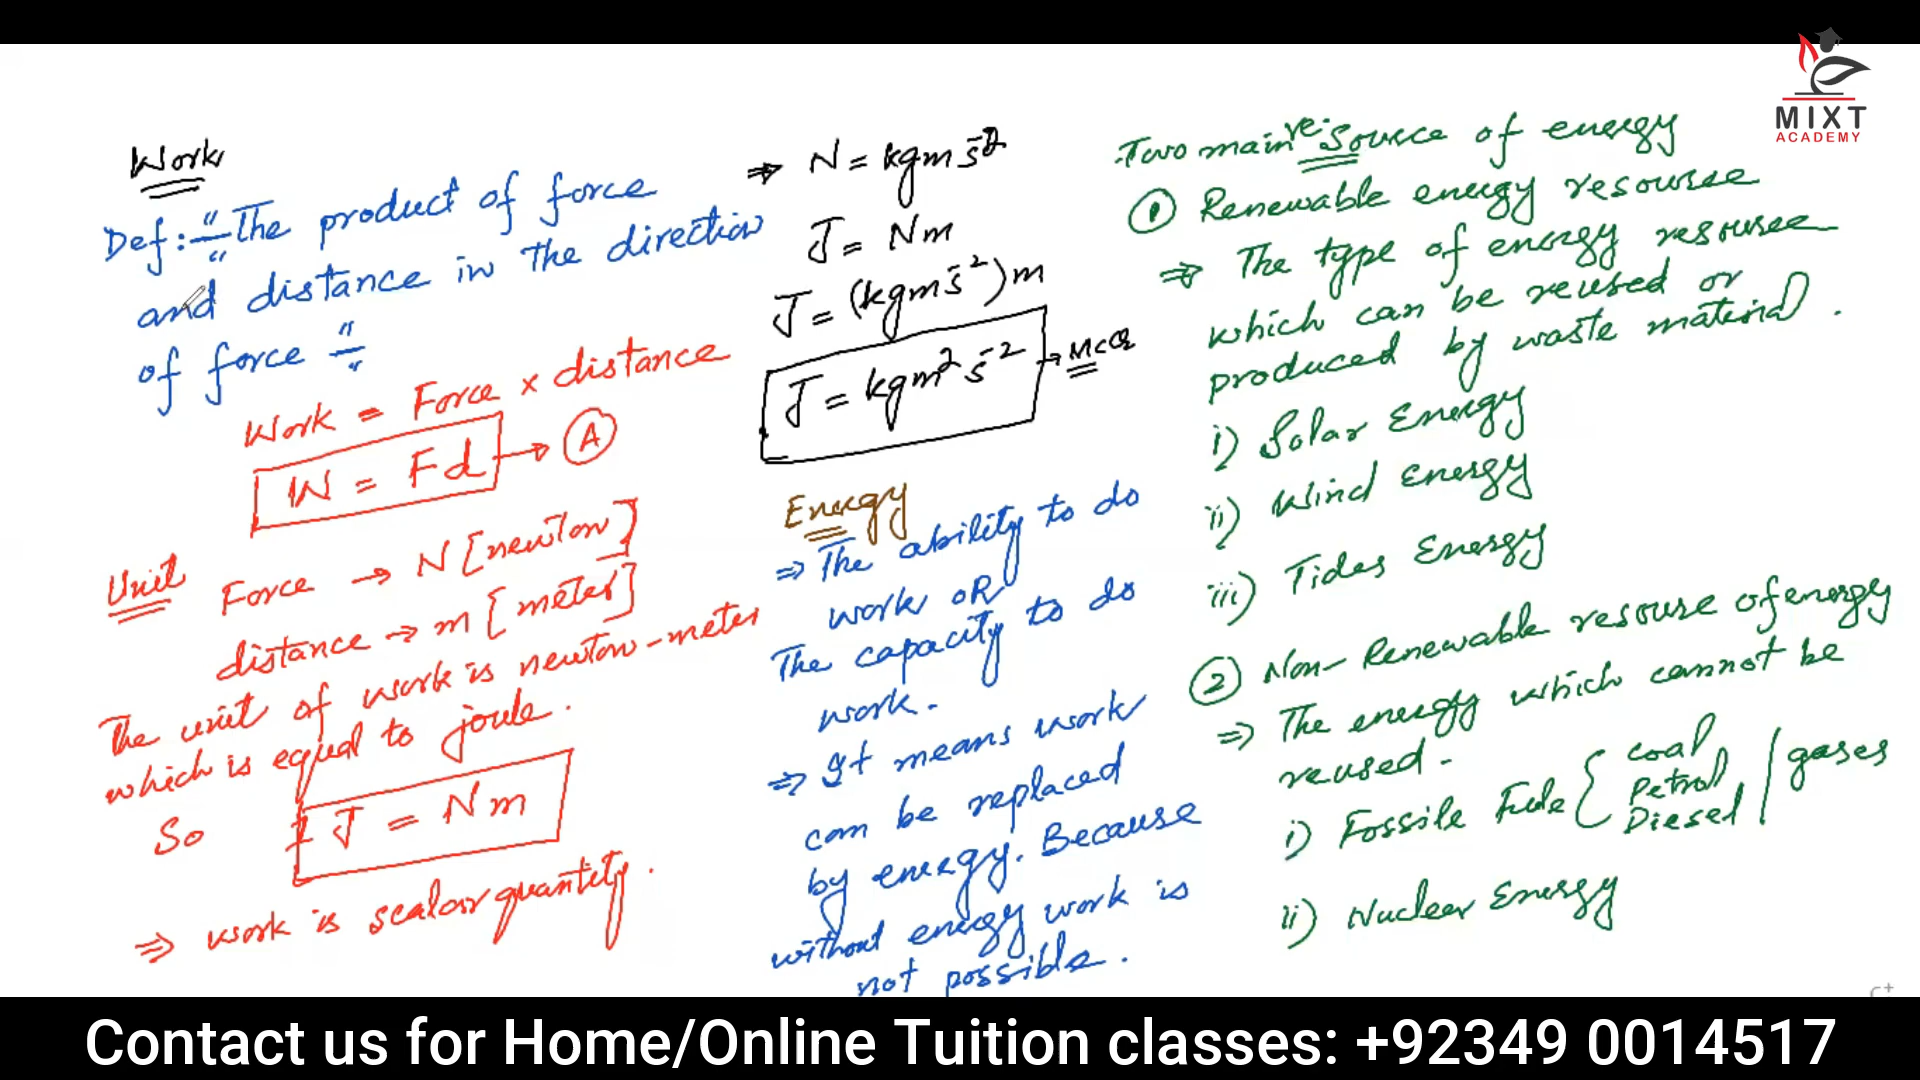 Work
Def:- "The product of force
and distance in the direction
of force "
Work = Force x distance
W = Fd → A
Unit
Force → N [newton]
distance → m [meter]
The unit of work is newton-meter
which is equal to joule.
So
J = Nm
⇒ work is scalar quantity.
⇒ N = kgms⁻²
J = Nm
J = (kgms⁻²)m
J = kgm²s⁻² → McQ
Energy
⇒ The ability to do
work OR
The capacity to do
work.
⇒ It means work
can be replaced
by energy. Because
without energy work is
not possible.
Two main resource of energy
① Renewable energy resource
⇒ The type of energy resource
which can be reused or
produced by waste material.
i) Solar Energy
ii) Wind Energy
iii) Tides Energy
② Non-Renewable resourse of energy
⇒ The energy which cannot be
reused.
i) Fossile Fule { coal
Petrol
Diesel / gases
ii) Nuclear Energy
MIXT
ACADEMY
Contact us for Home/Online Tuition classes: +92349 0014517